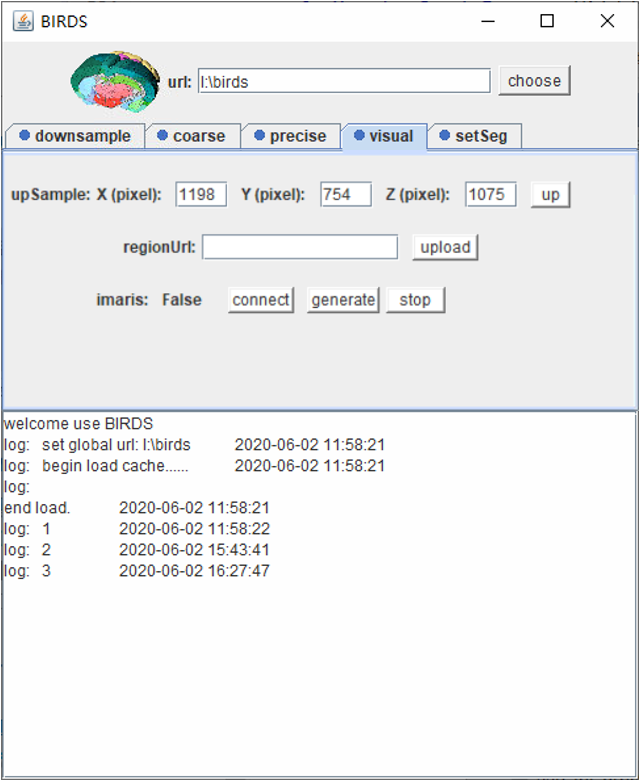 BIRDS
url: I:\birds choose
downsample coarse precise visual setSeg
upSample: X (pixel): 1198 Y (pixel): 754 Z (pixel): 1075 up
regionUrl: upload
imaris: False connect generate stop
welcome use BIRDS
log: set global url: I:\birds 2020-06-02 11:58:21
log: begin load cache...... 2020-06-02 11:58:21
log:
end load. 2020-06-02 11:58:21
log: 1 2020-06-02 11:58:22
log: 2 2020-06-02 15:43:41
log: 3 2020-06-02 16:27:47